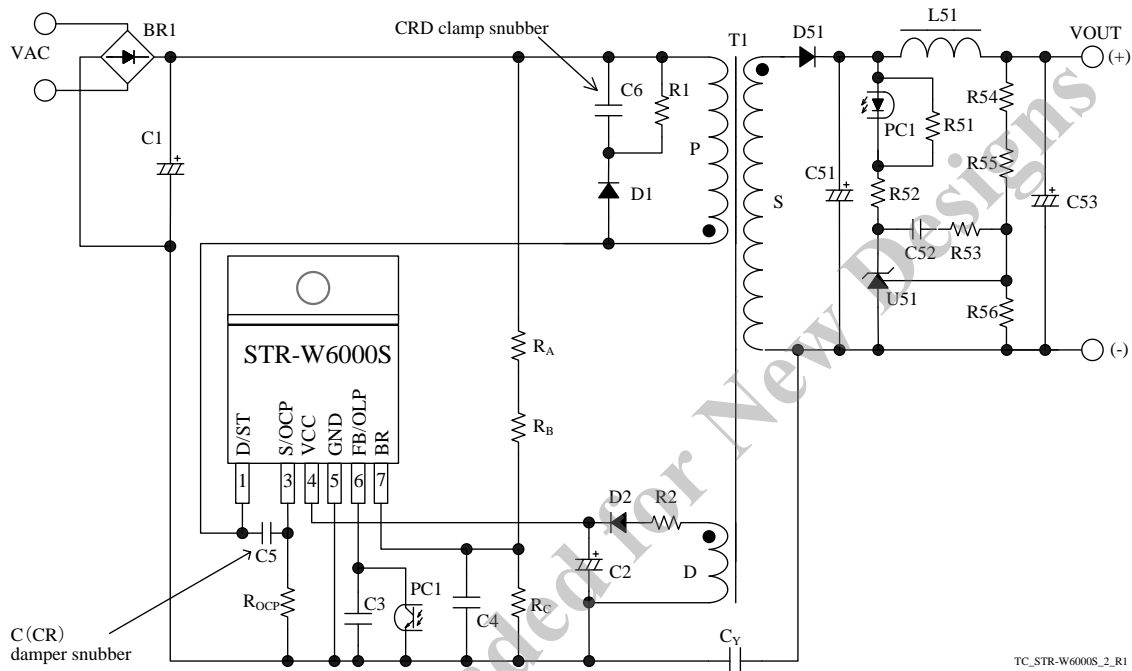 CRD clamp snubber
BR1
VAC
C1
C6
R1
P
D1
T1
S
D51
L51
VOUT
(+)
PC1
R51
R54
R55
C51
R52
C53
C52
R53
U51
R56
(-)
STR-W6000S
D/ST
S/OCP
VCC
GND
FB/OLP
BR
1
3
4
5
6
7
RA
RB
D2
R2
C5
C2
D
ROCP
C3
PC1
C4
RC
C(CR)
damper snubber
CY
TC_STR-W6000S_2_R1
ded for New Designs